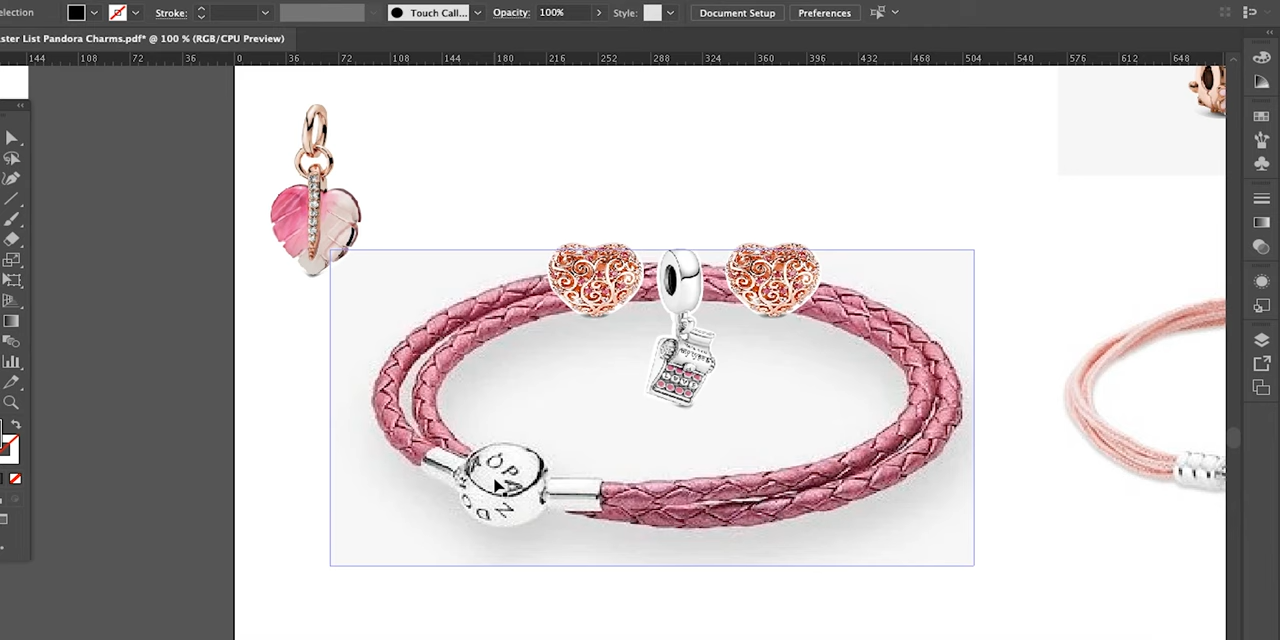 election
Stroke:
Touch Call...
Opacity: 100%
Style:
Document Setup
Preferences
aster List Pandora Charms.pdf* @ 100 % (RGB/CPU Preview)
144 108 72 36 0 36 72 108 144 180 216 252 288 324 360 396 432 468 504 540 576 612 648
PANDORA